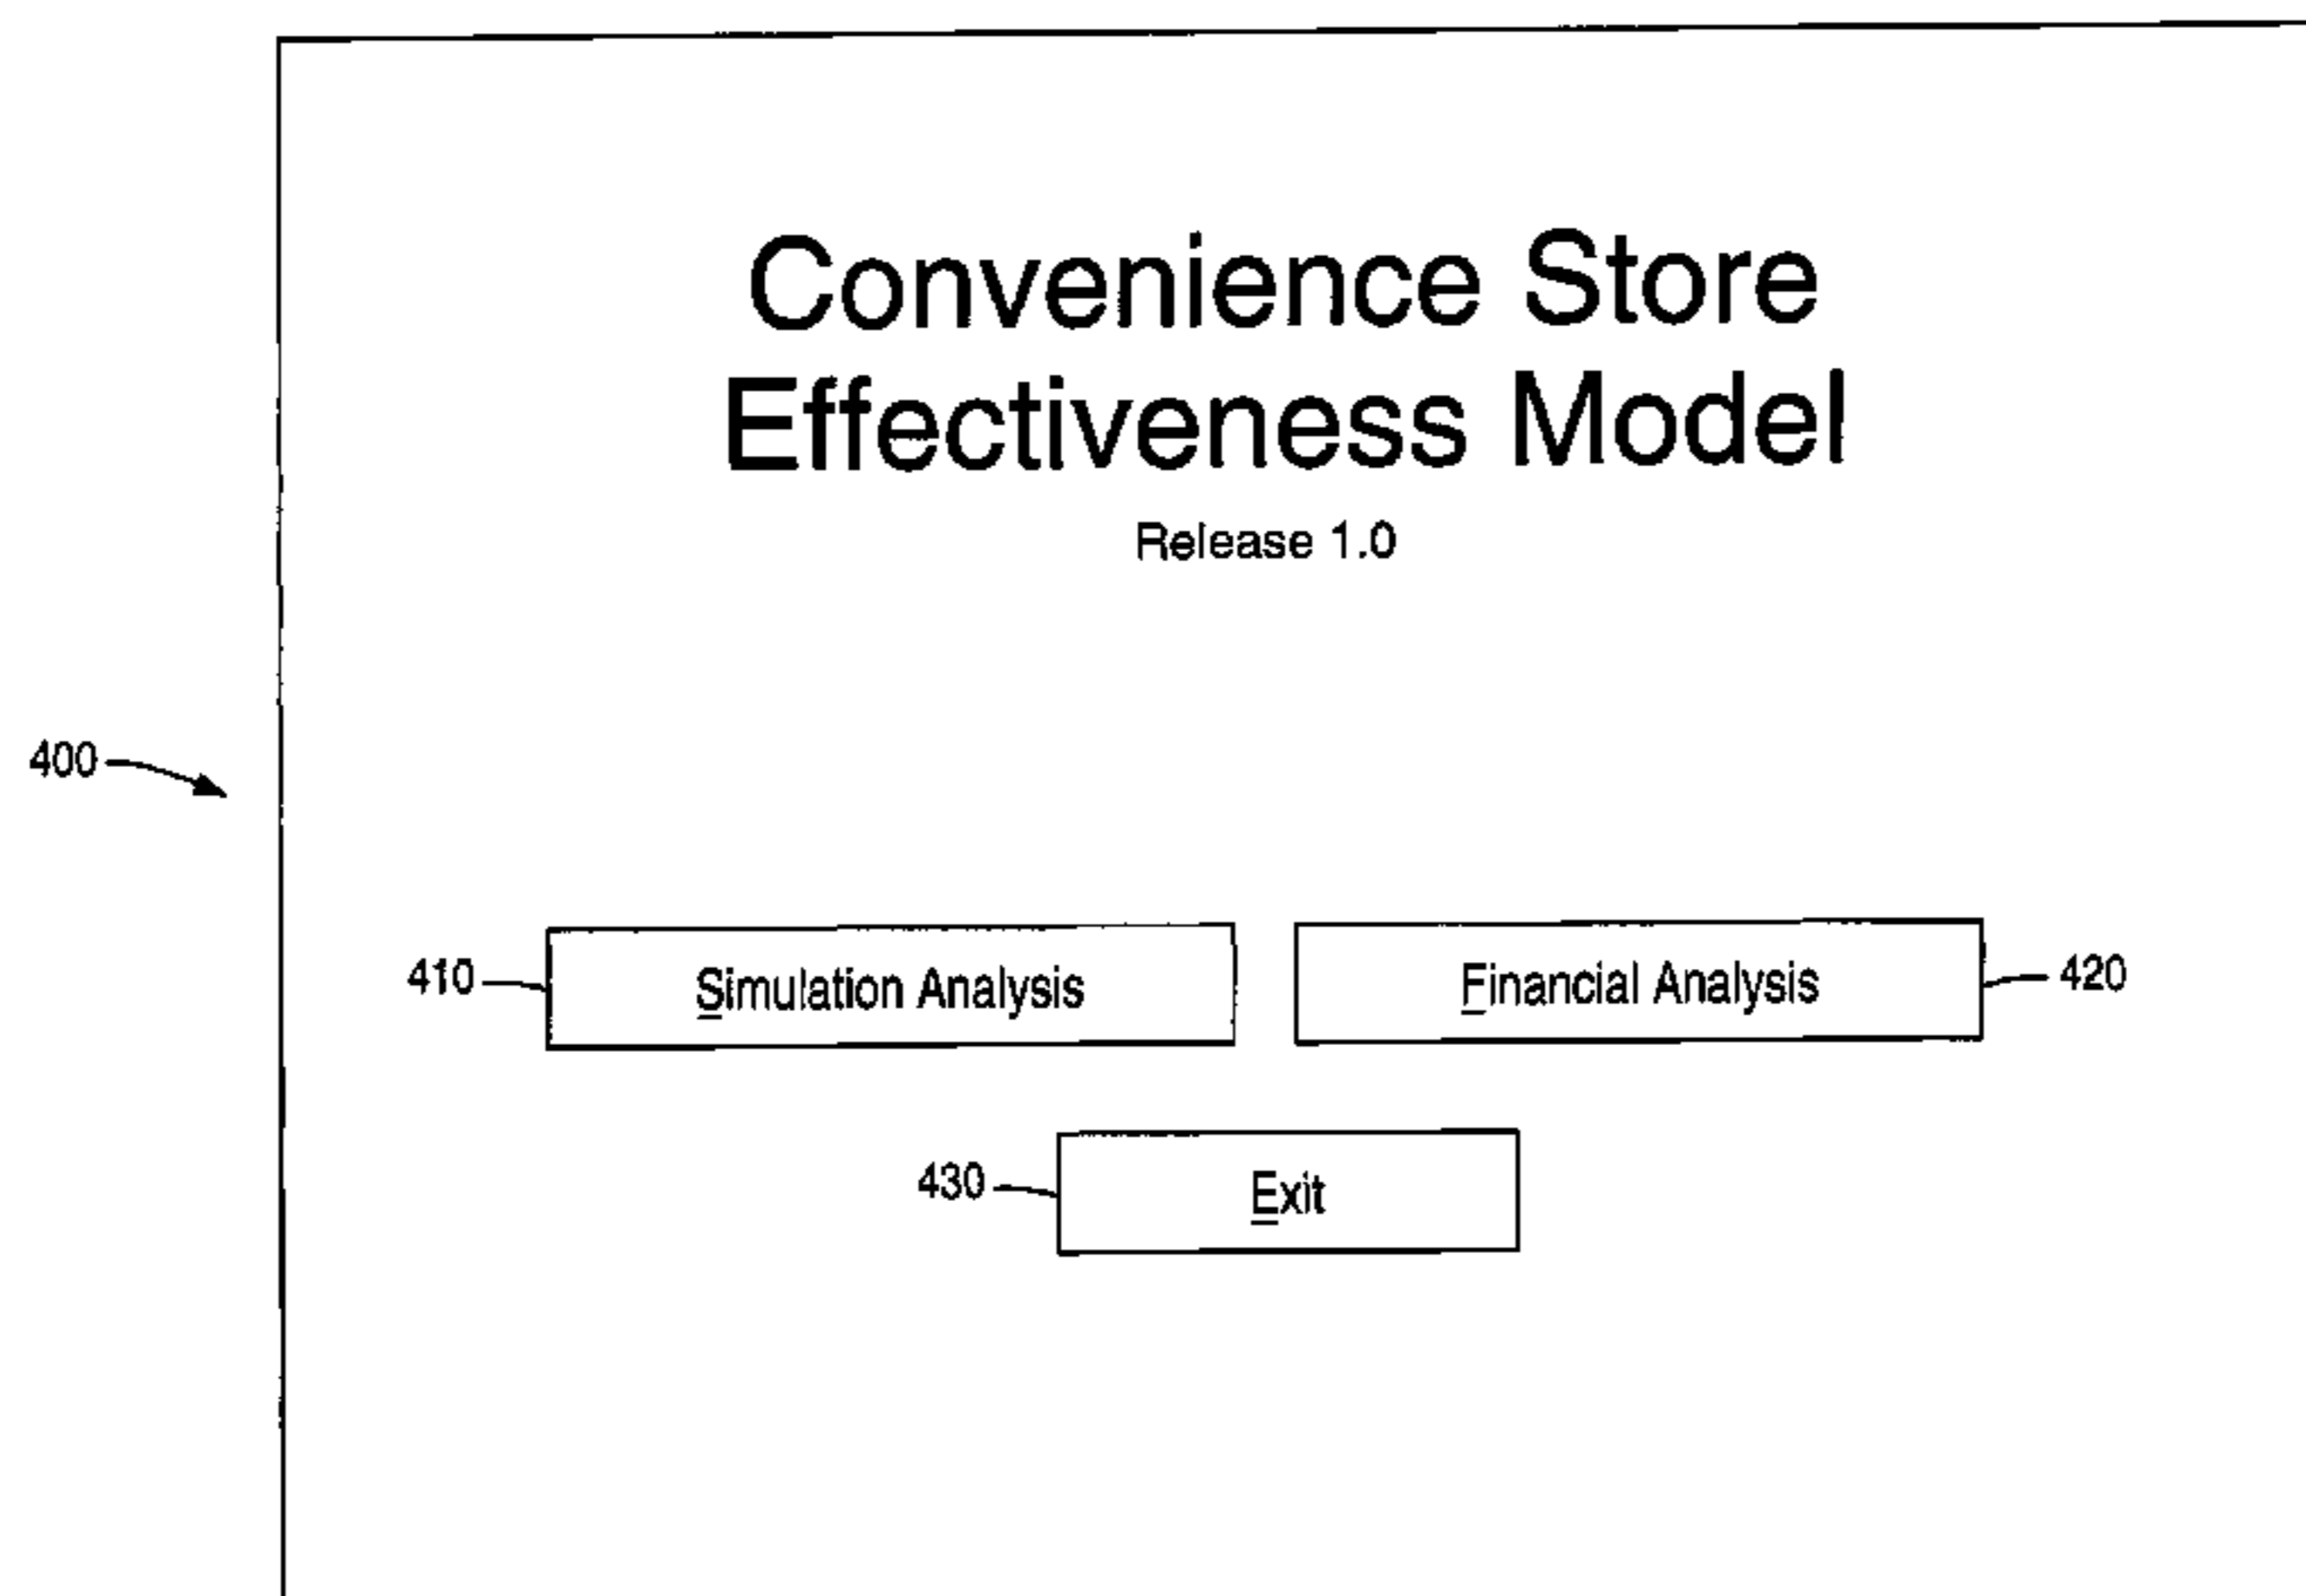 Convenience Store
Effectiveness Model
Release 1.0
400
410
Simulation Analysis
Financial Analysis
420
430
Exit